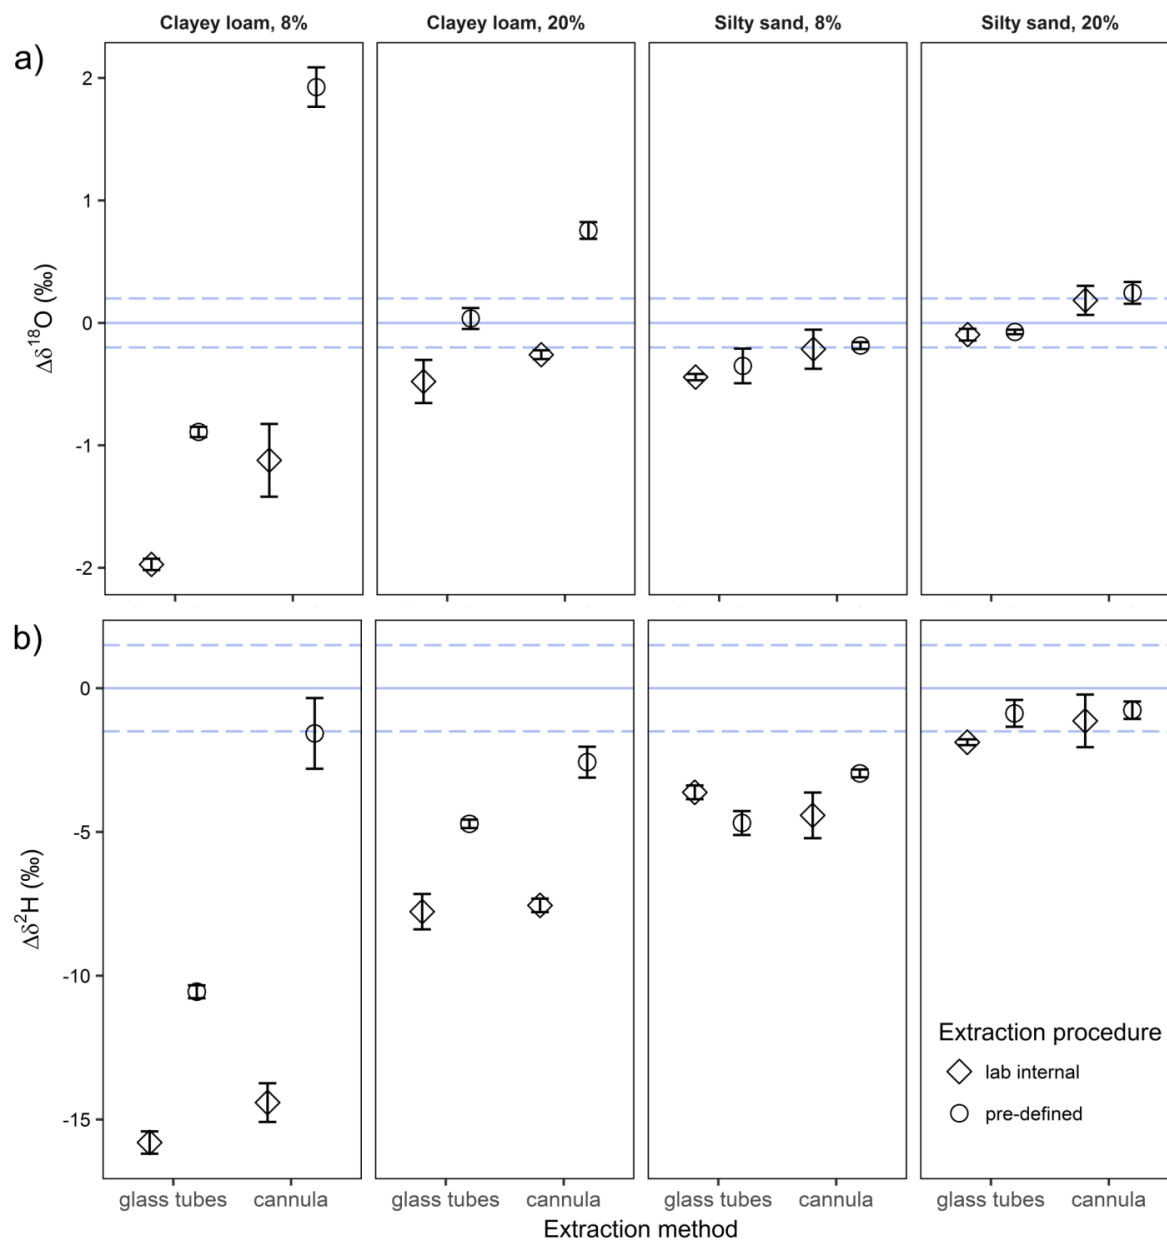 Clayey loam, 8% Clayey loam, 20% Silty sand, 8% Silty sand, 20%
a)
2
1
0
-1
-2
Δδ¹⁸O (‰)
b)
0
-5
-10
-15
Δδ²H (‰)
Extraction procedure
lab internal
pre-defined
glass tubes cannula glass tubes cannula glass tubes cannula glass tubes cannula
Extraction method